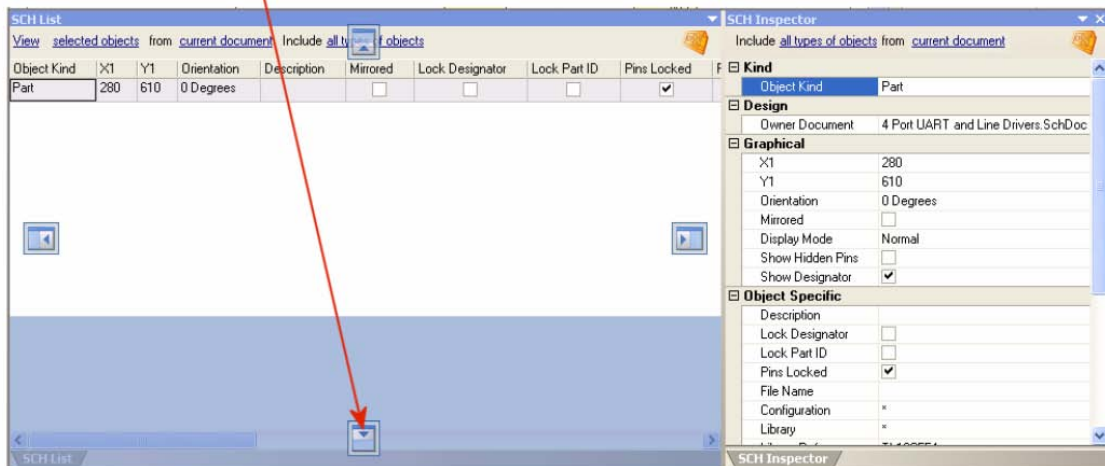 SCH List
View selected objects from current document Include all types of objects
Object Kind X1 Y1 Orientation Description Mirrored Lock Designator Lock Part ID Pins Locked F
Part 280 610 0 Degrees
SCH List
SCH Inspector
Include all types of objects from current document
Kind
Object Kind Part
Design
Owner Document 4 Port UART and Line Drivers.SchDoc
Graphical
X1 280
Y1 610
Orientation 0 Degrees
Mirrored
Display Mode Normal
Show Hidden Pins
Show Designator
Object Specific
Description
Lock Designator
Lock Part ID
Pins Locked
File Name
Configuration *
Library *
SCH Inspector